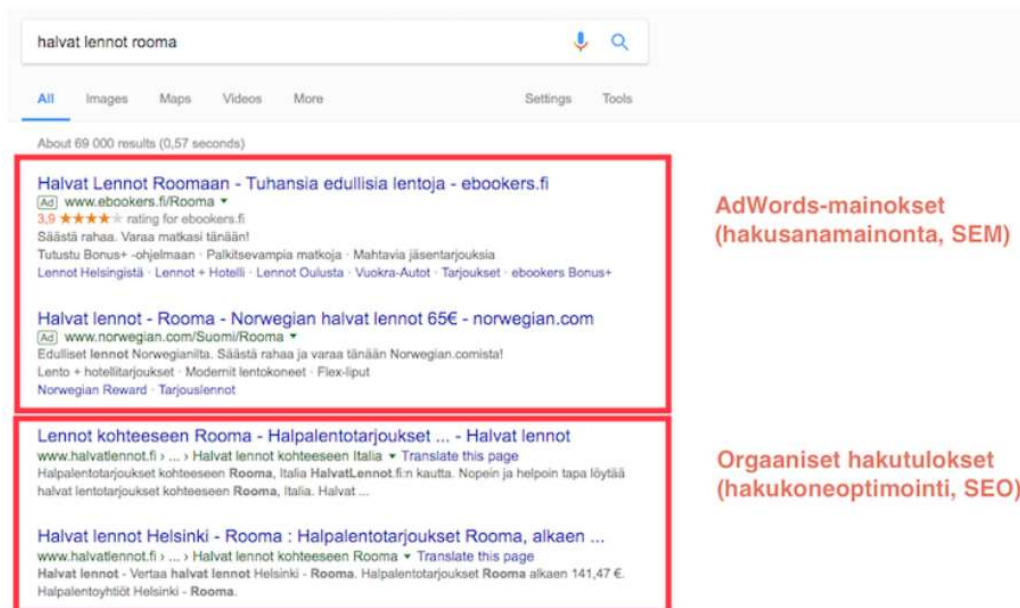 halvat lennot rooma
All Images Maps Videos More Settings Tools
About 69 000 results (0,57 seconds)
Halvat Lennot Roomaan - Tuhansia edullisia lentoja - ebookers.fi
Ad www.ebookers.fi/Rooma
3,9 ★★★★★ rating for ebookers.fi
Säästä rahaa. Varaa matkasi tänään!
Tutustu Bonus+ -ohjelmaan · Palkitsevampia matkoja · Mahtavia jäsentarjouksia
Lennot Helsingistä · Lennot + Hotelli · Lennot Oulusta · Vuokra-Autot · Tarjoukset · ebookers Bonus+
AdWords-mainokset
(hakusanamainonta, SEM)
Halvat lennot - Rooma - Norwegian halvat lennot 65€ - norwegian.com
Ad www.norwegian.com/Suomi/Rooma
Edulliset lennot Norwegianilta. Säästä rahaa ja varaa tänään Norwegian.comista!
Lento + hotellitarjoukset · Modernit lentokoneet · Flex-liput
Norwegian Reward · Tarjouslennot
Lennot kohteeseen Rooma - Halpalentotarjoukset ... - Halvat lennot
www.halvatlennot.fi › ... › Halvat lennot kohteeseen Italia Translate this page
Halpalentotarjoukset kohteeseen Rooma, Italia HalvatLennot.fi:n kautta. Nopein ja helpoin tapa löytää
halvat lentotarjoukset kohteeseen Rooma, Italia. Halvat ...
Orgaaniset hakutulokset
(hakukoneoptimointi, SEO)
Halvat lennot Helsinki - Rooma : Halpalentotarjoukset Rooma, alkaen ...
www.halvatlennot.fi › ... › Halvat lennot kohteeseen Rooma Translate this page
Halvat lennot - Vertaa halvat lennot Helsinki - Rooma. Halpalentotarjoukset Rooma alkaen 141,47 €.
Halpalentoyhtiöt Helsinki - Rooma.